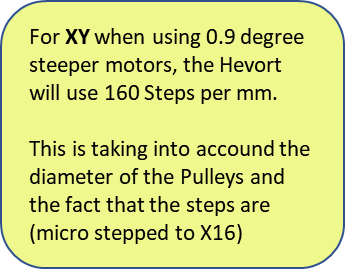 For XY when using 0.9 degree
steeper motors, the Hevort
will use 160 Steps per mm.
This is taking into accound the
diameter of the Pulleys and
the fact that the steps are
(micro stepped to X16)